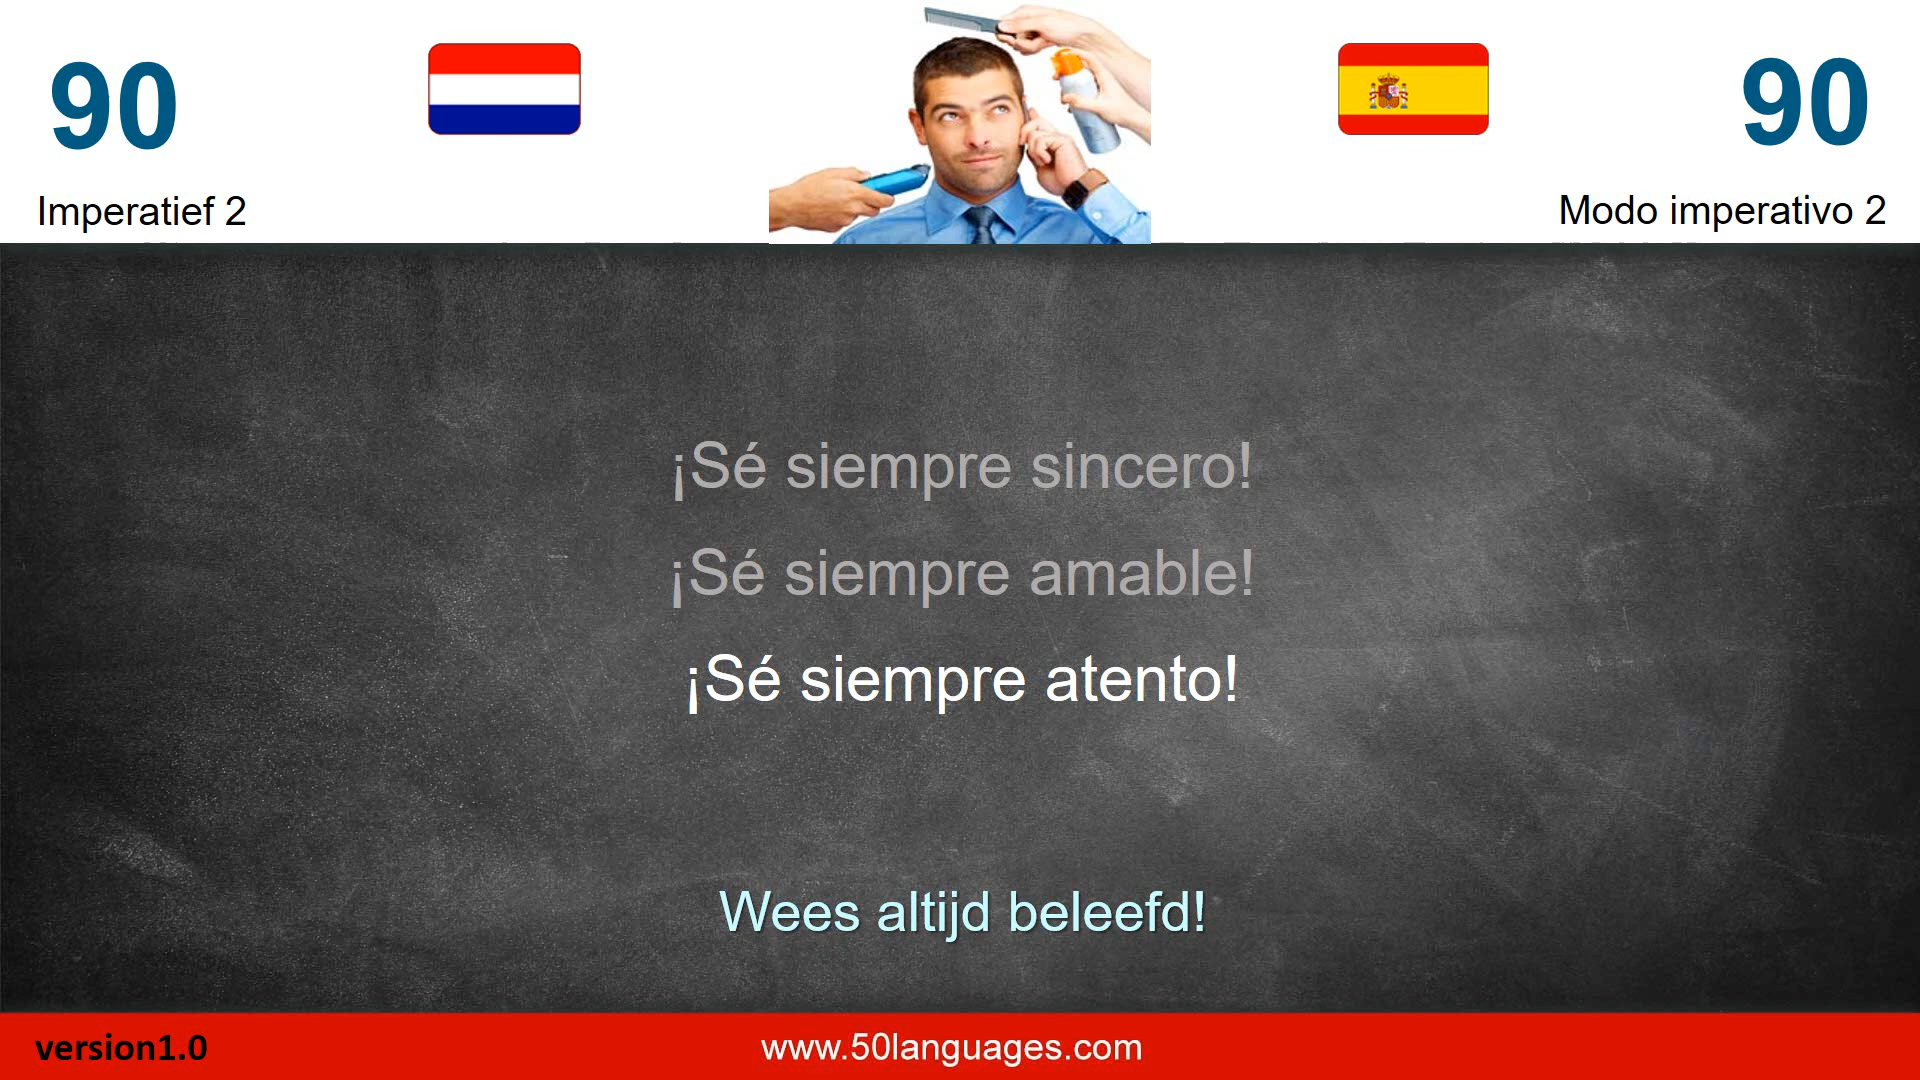 90
90
Imperatief 2
Modo imperativo 2
¡Sé siempre sincero!
¡Sé siempre amable!
¡Sé siempre atento!
Wees altijd beleefd!
version1.0
www.50languages.com